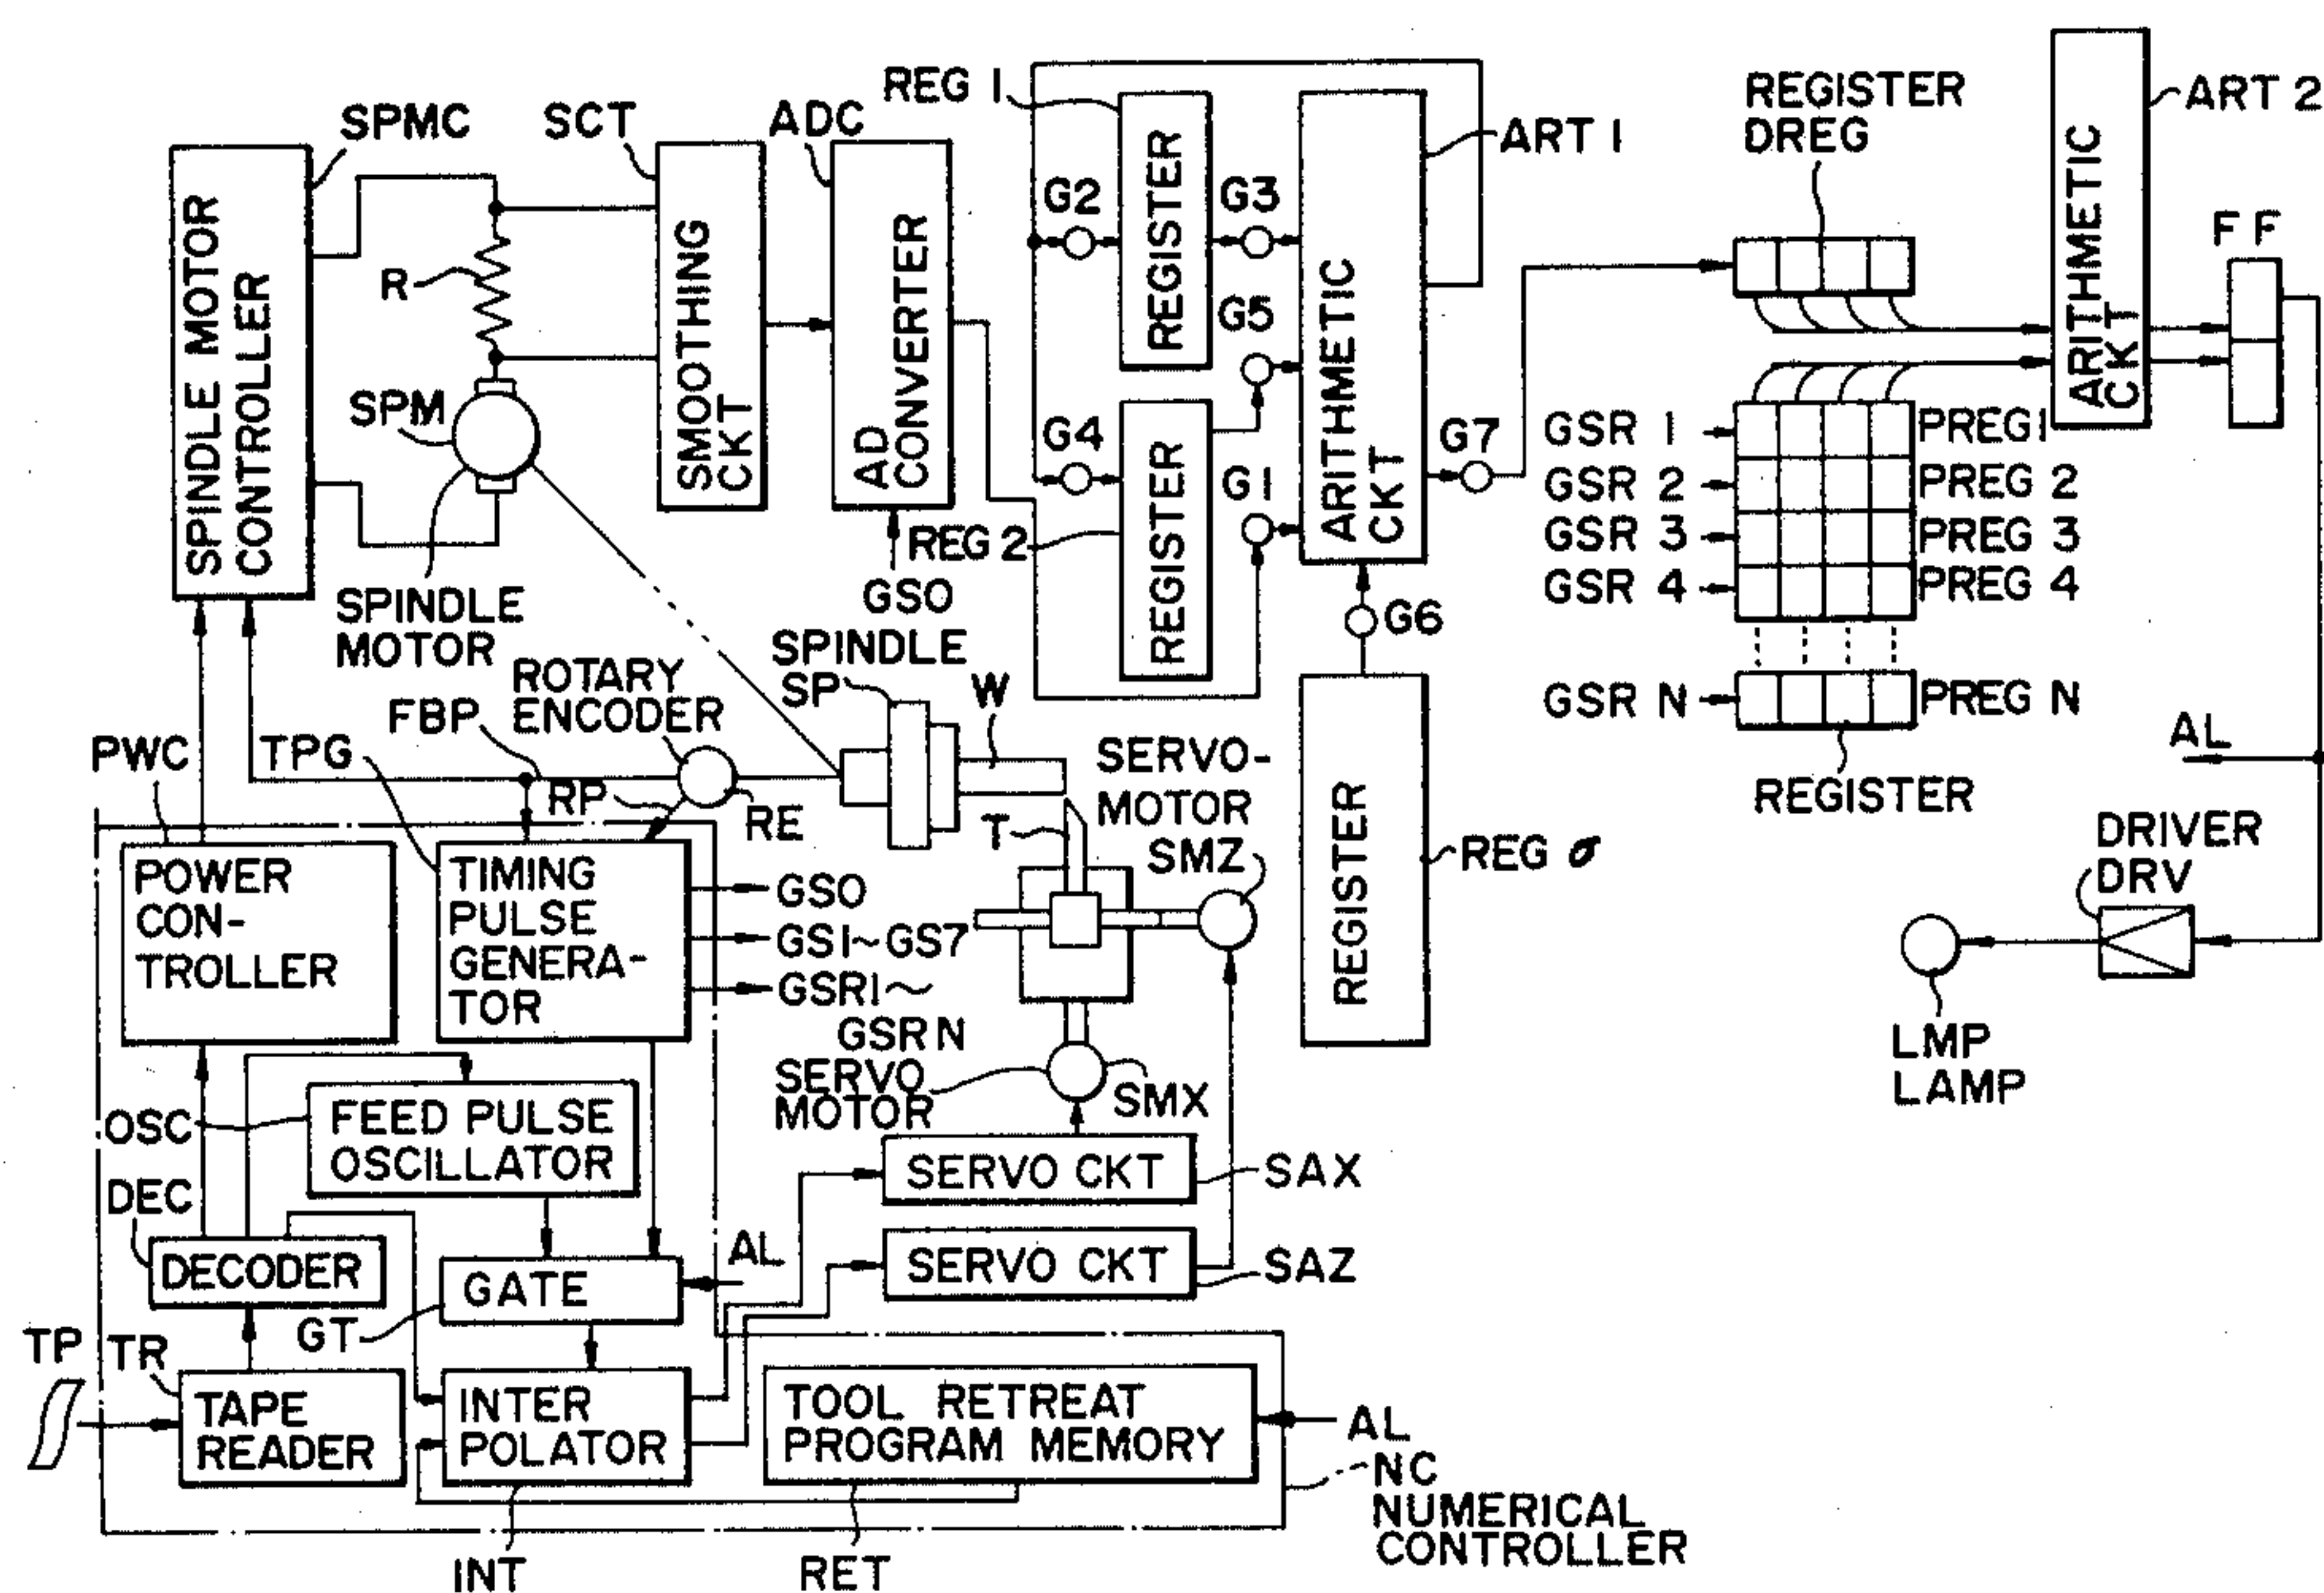 SPMC
SPINDLE MOTOR
CONTROLLER
R
SPM
SPINDLE
MOTOR
SCT
SMOOTHING
CKT
ADC
AD
CONVERTER
GSO
REG 1
REGISTER
G2
G3
G4
G5
G1
REG 2
REGISTER
ART 1
ARITHMETIC
CKT
G6
G7
REGISTER
REG σ
REGISTER
DREG
ART 2
ARITHMETIC
CKT
FF
GSR 1
PREG1
GSR 2
PREG 2
GSR 3
PREG 3
GSR 4
PREG 4
GSR N
PREG N
REGISTER
AL
DRIVER
DRV
LMP
LAMP
SPINDLE
SP
W
ROTARY
ENCODER
FBP
RP
RE
T
SERVO-
MOTOR
SMZ
PWC
TPG
POWER
CON-
TROLLER
TIMING
PULSE
GENERA-
TOR
GSO
GS1~GS7
GSR1~
GSR N
SERVO
MOTOR
SMX
OSC
FEED PULSE
OSCILLATOR
SERVO CKT
SAX
DEC
DECODER
GATE
AL
GT
SERVO CKT
SAZ
TP
TR
TAPE
READER
INTER
POLATOR
INT
TOOL RETREAT
PROGRAM MEMORY
RET
AL
NC
NUMERICAL
CONTROLLER